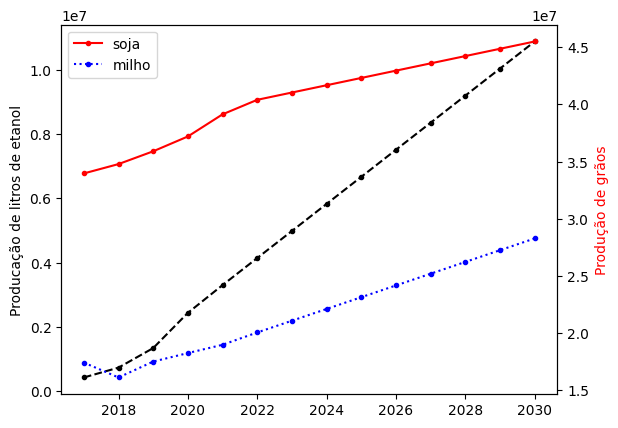 1e7
1e7
soja
milho
Producação de litros de etanol
Produção de grãos
1.0
0.8
0.6
0.4
0.2
0.0
4.5
4.0
3.5
3.0
2.5
2.0
1.5
2018 2020 2022 2024 2026 2028 2030